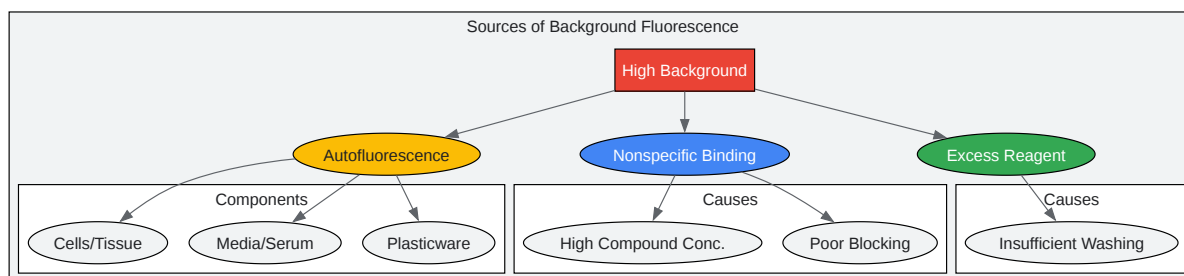 Sources of Background Fluorescence
High Background
Autofluorescence
Nonspecific Binding
Excess Reagent
Components
Causes
Causes
Cells/Tissue
Media/Serum
Plasticware
High Compound Conc.
Poor Blocking
Insufficient Washing